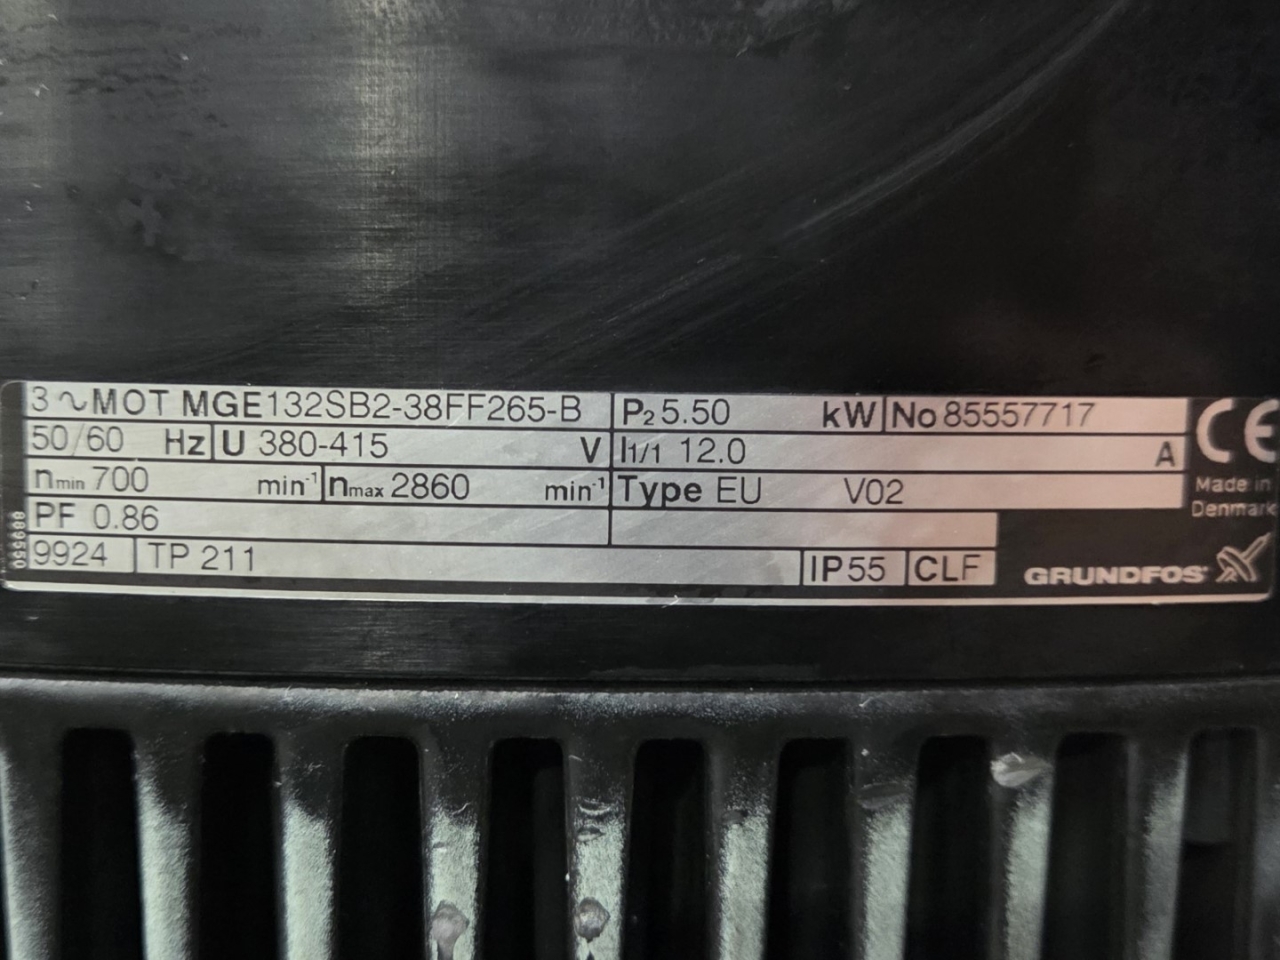 3~MOT MGE132SB2-38FF265-B P2 5.50 kW No 85557717
50/60 Hz U 380-415 V I1/1 12.0 A
nmin 700 min-1 nmax 2860 min-1 Type EU V02
PF 0.86
9924 TP 211 IP55 CLF
CE
Made in
Denmark
GRUNDFOS